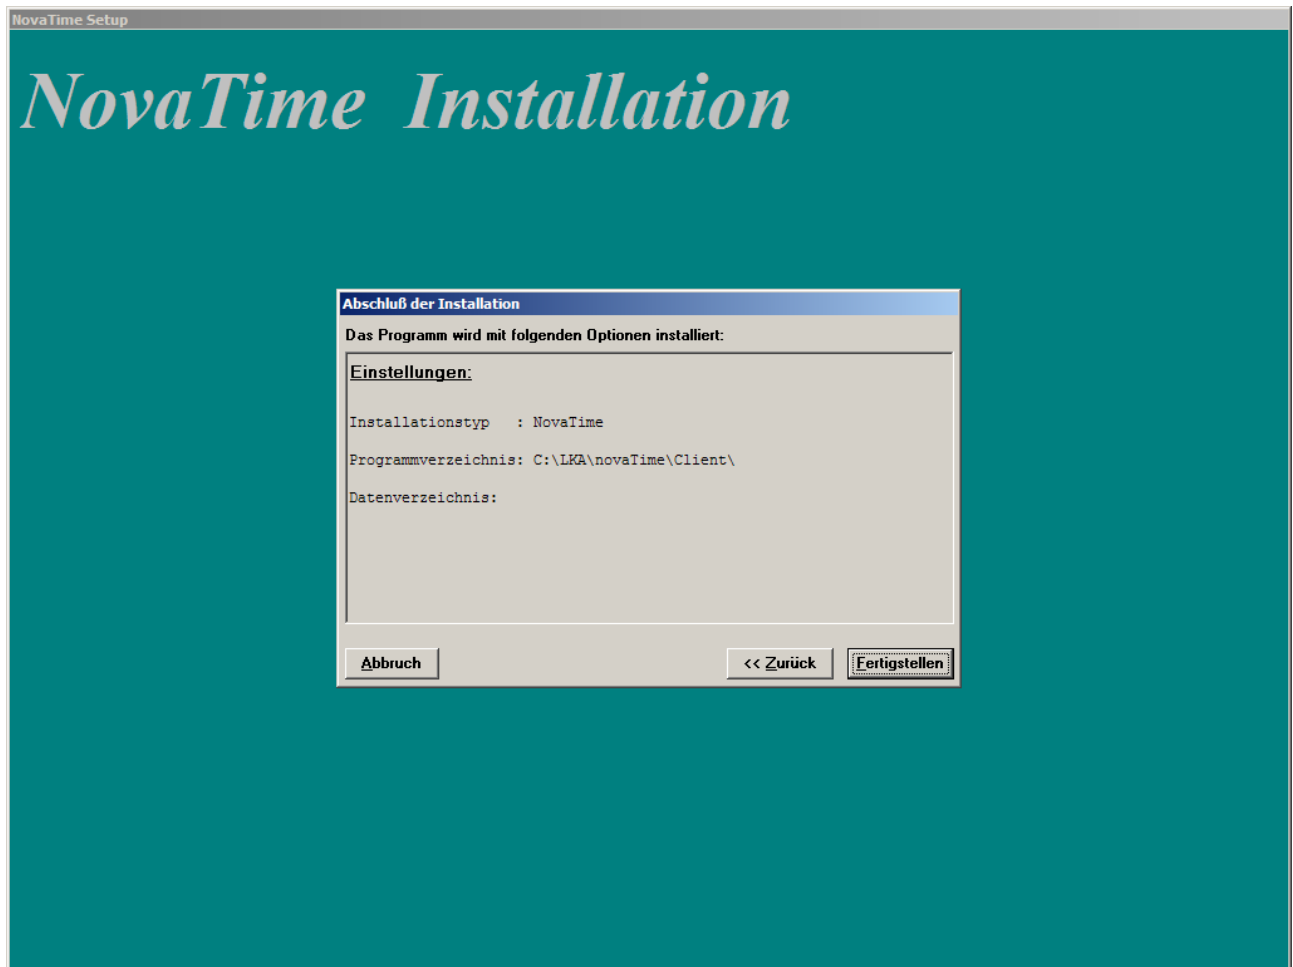 NovaTime Setup
NovaTime Installation
Abschluß der Installation
Das Programm wird mit folgenden Optionen installiert:
Einstellungen:
Installationstyp   : NovaTime
Programmverzeichnis: C:\LKA\novaTime\Client\
Datenverzeichnis:
Abbruch
<< Zurück
Fertigstellen